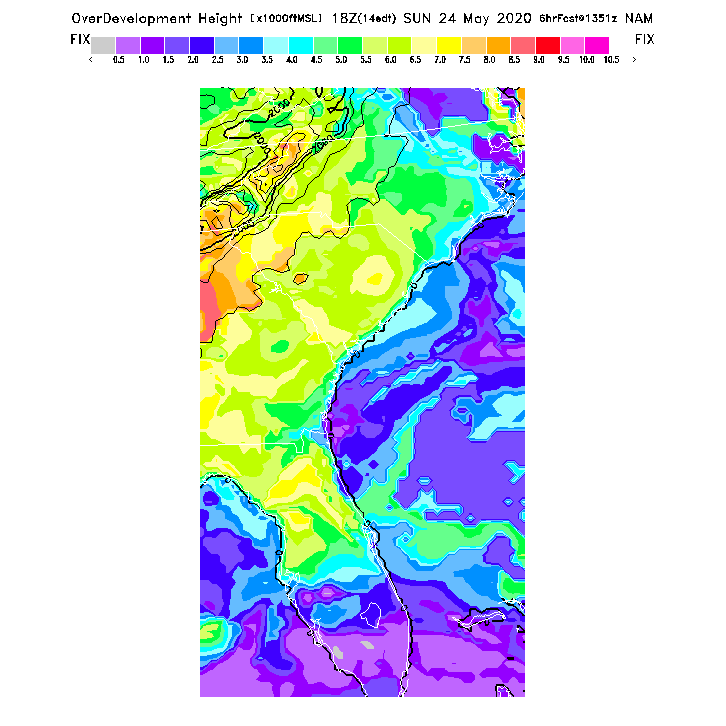 OverDevelopment Height [x1000ftMSL] 18Z(14edt) SUN 24 May 2020 6hrFcst@1351z NAM
FIX FIX
< 0.5 1.0 1.5 2.0 2.5 3.0 3.5 4.0 4.5 5.0 5.5 6.0 6.5 7.0 7.5 8.0 8.5 9.0 9.5 10.0 10.5 >
2000
2000